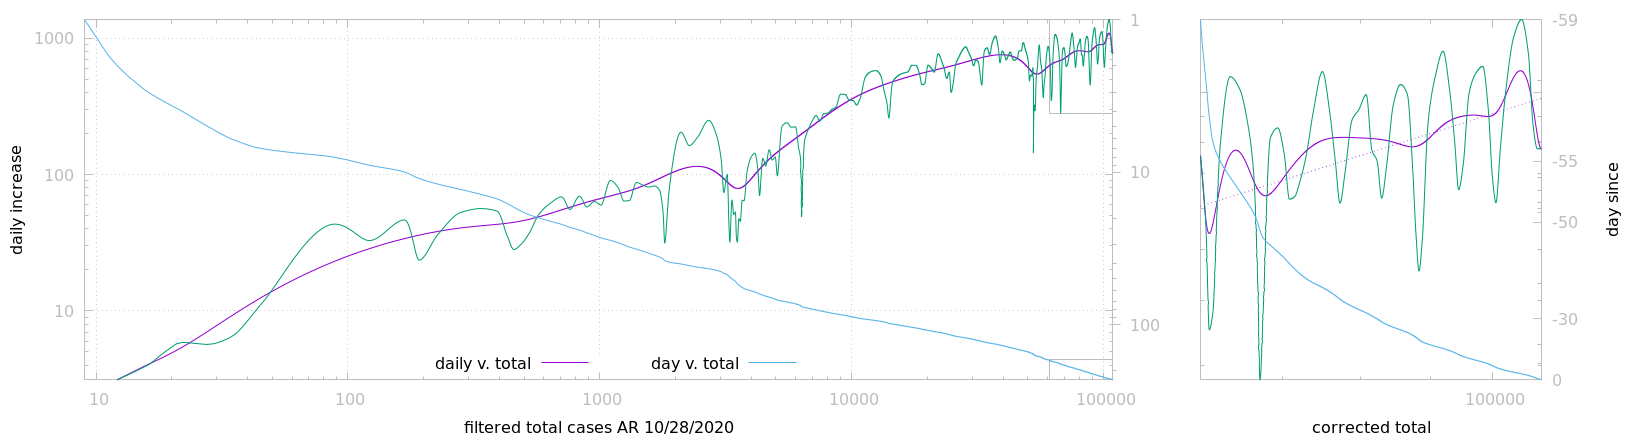 1000
100
10
daily increase
10
100
1000
10000
100000
filtered total cases AR 10/28/2020
daily v. total
day v. total
1
10
100
-59
-55
-50
-30
0
day since
100000
corrected total